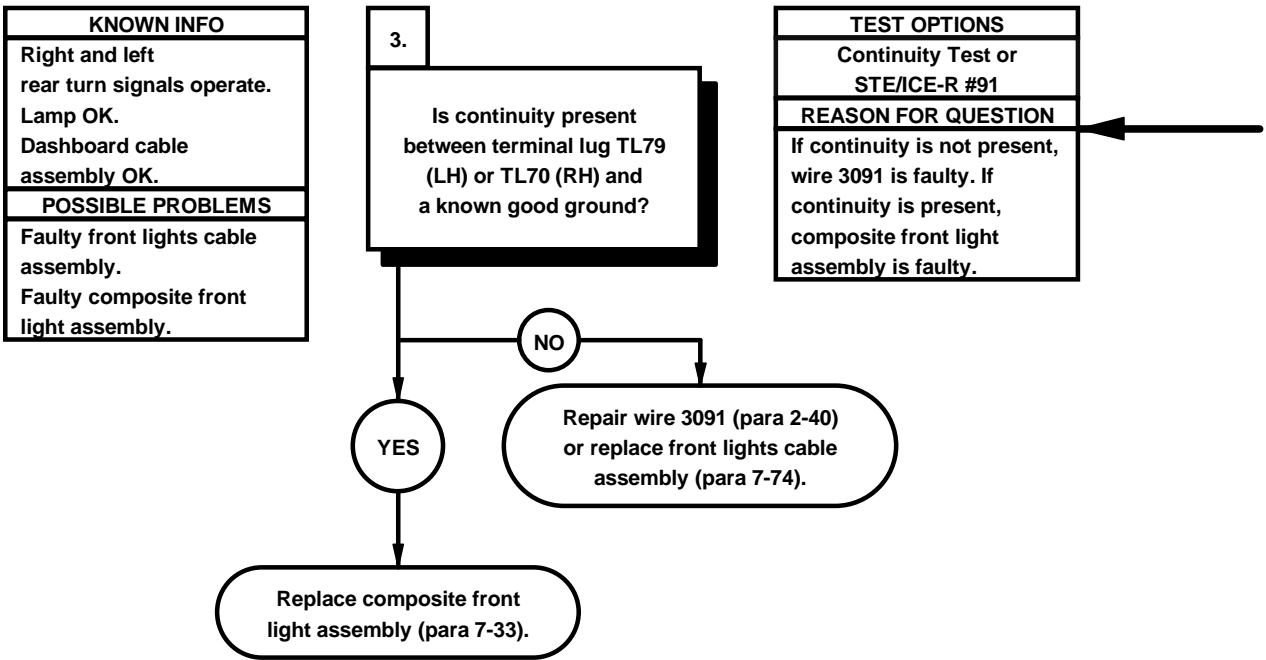 KNOWN INFO
Right and left
rear turn signals operate.
Lamp OK.
Dashboard cable
assembly OK.
POSSIBLE PROBLEMS
Faulty front lights cable
assembly.
Faulty composite front
light assembly.
3.
Is continuity present
between terminal lug TL79
(LH) or TL70 (RH) and
a known good ground?
TEST OPTIONS
Continuity Test or
STE/ICE-R #91
REASON FOR QUESTION
If continuity is not present,
wire 3091 is faulty. If
continuity is present,
composite front light
assembly is faulty.
NO
YES
Repair wire 3091 (para 2-40)
or replace front lights cable
assembly (para 7-74).
Replace composite front
light assembly (para 7-33).